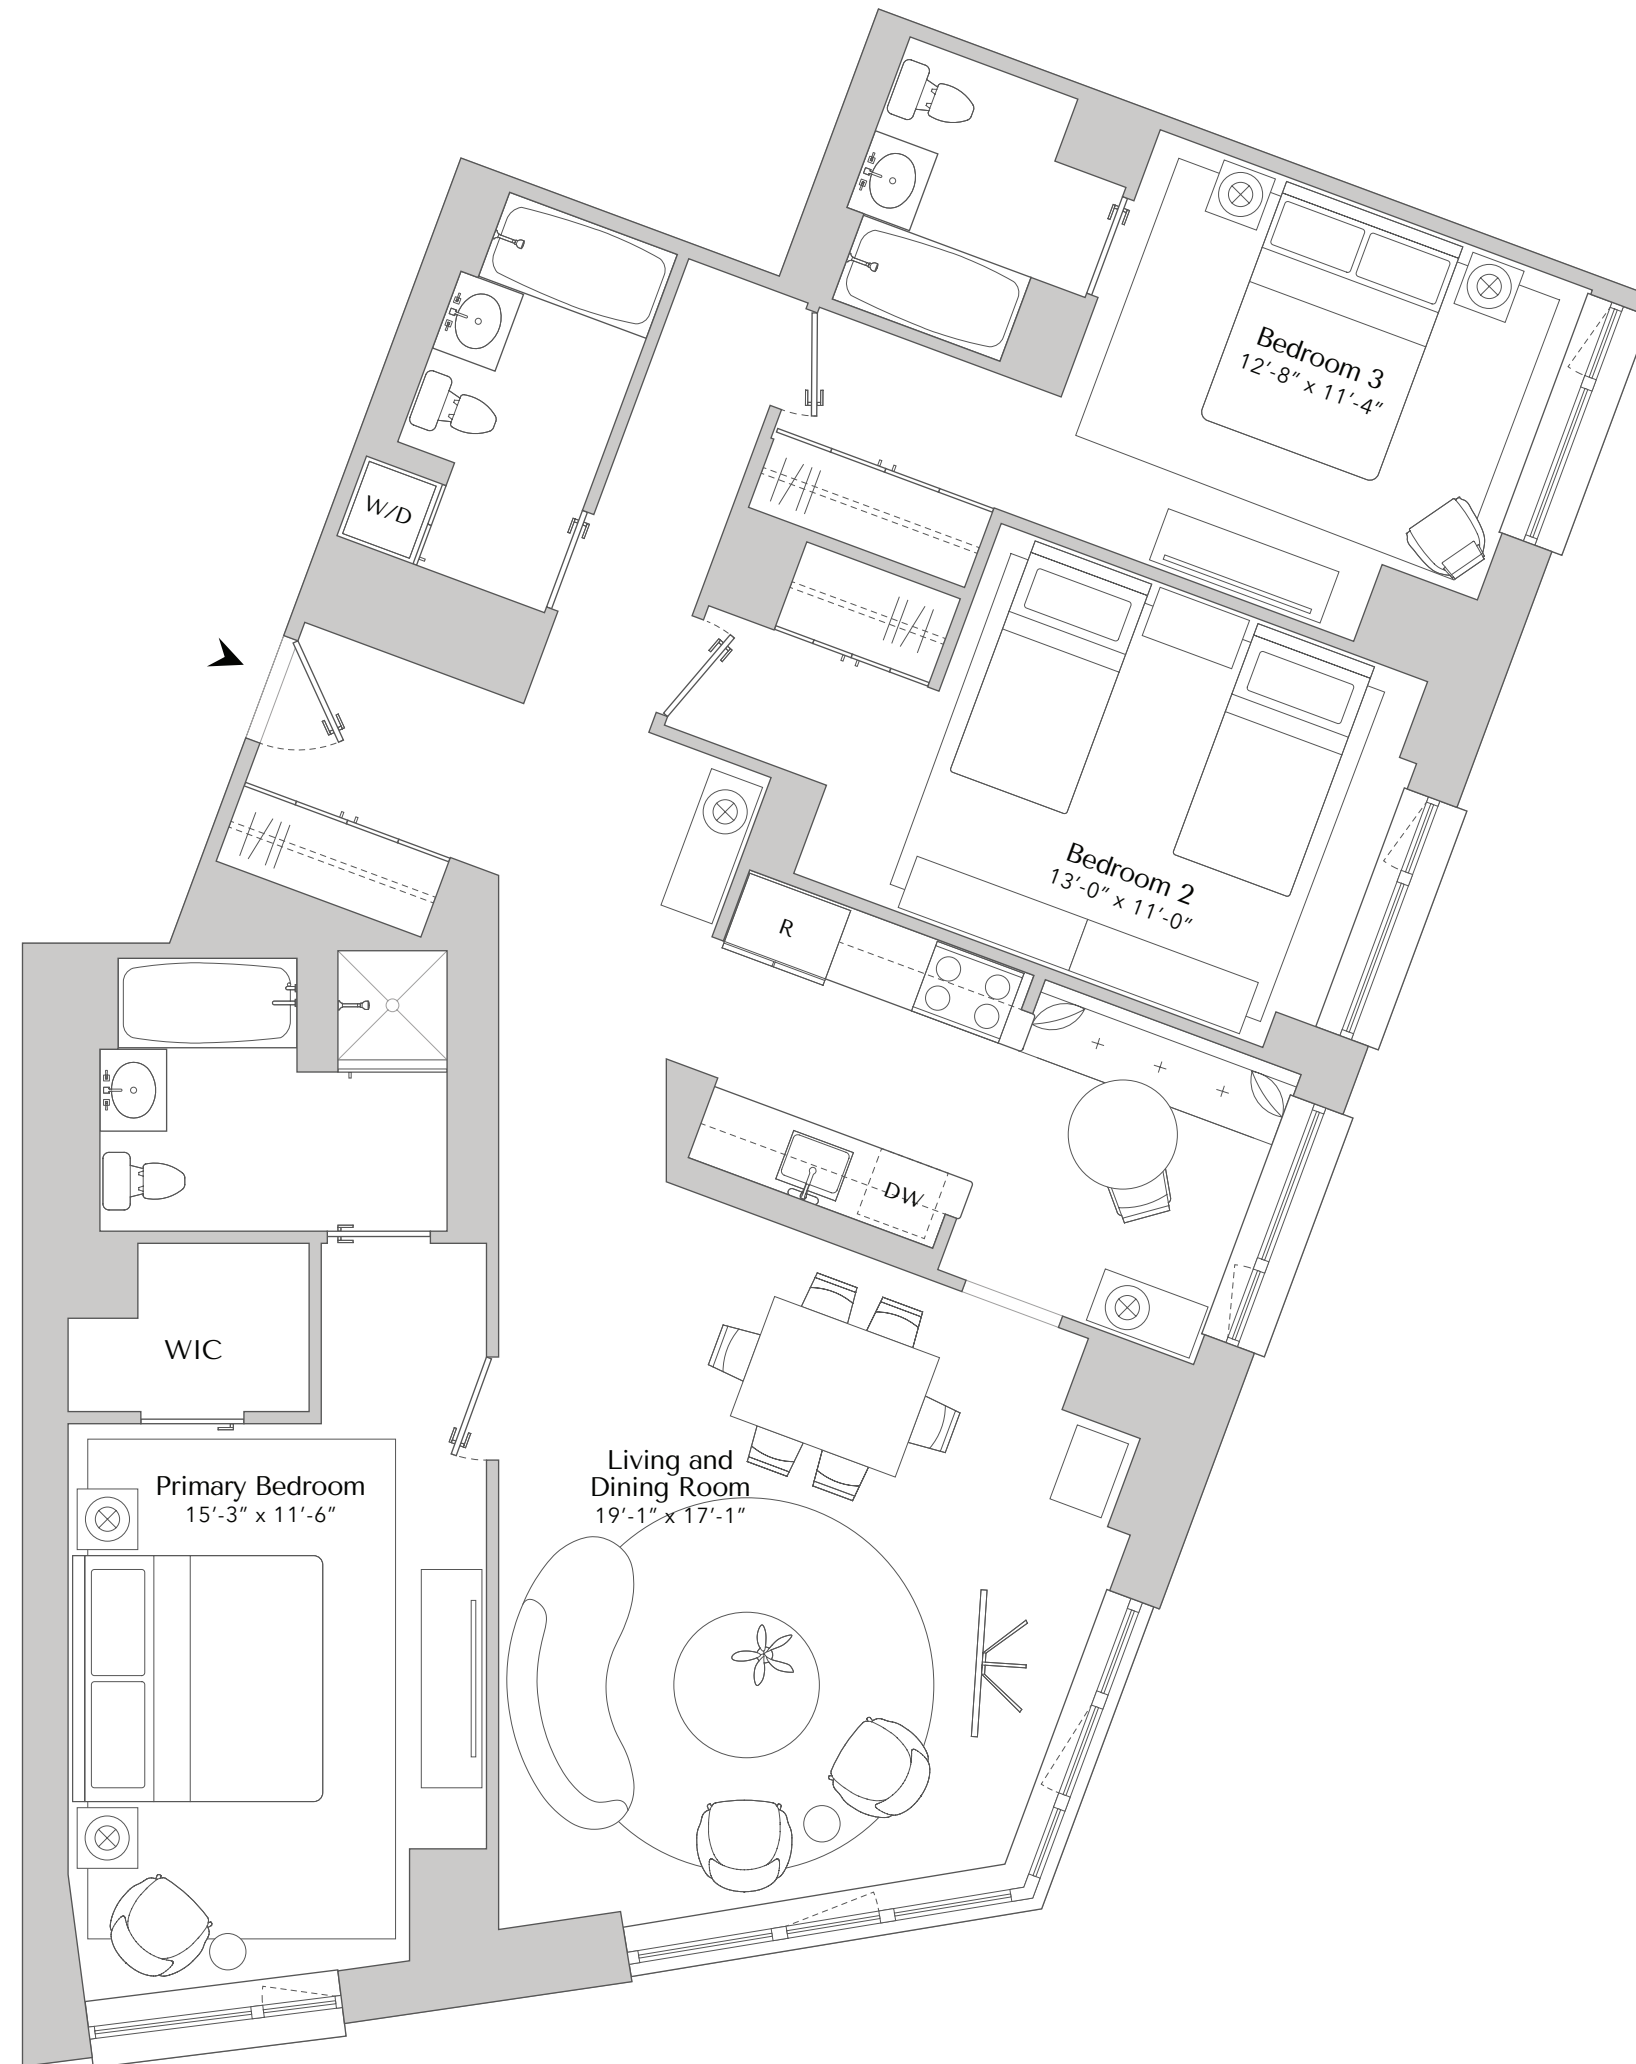 Bedroom 3
12'-8" x 11'-4"
W/D
Bedroom 2
13'-0" x 11'-0"
R
DW
WIC
Primary Bedroom
15'-3" x 11'-6"
Living and
Dining Room
19'-1" x 17'-1"